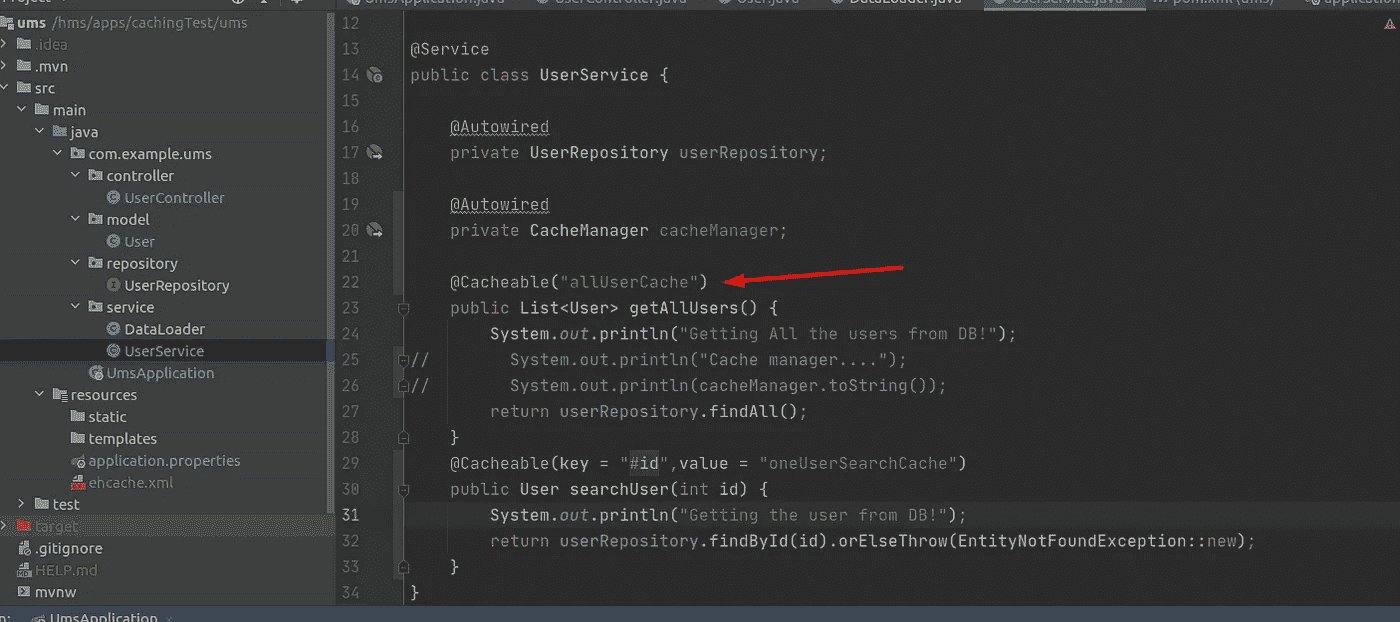 UmsApplication.java UserController.java User.java DataLoader.java UserService.java pom.xml (ums)
ums /hms/apps/cachingTest/ums
.idea
.mvn
src
main
java
com.example.ums
controller
UserController
model
User
repository
UserRepository
service
DataLoader
UserService
UmsApplication
resources
static
templates
application.properties
ehcache.xml
test
target
.gitignore
HELP.md
mvnw
12
13 @Service
14 public class UserService {
15
16 @Autowired
17 private UserRepository userRepository;
18
19 @Autowired
20 private CacheManager cacheManager;
21
22 @Cacheable("allUserCache")
23 public List<User> getAllUsers() {
24 System.out.println("Getting All the users from DB!");
25 // System.out.println("Cache manager....");
26 // System.out.println(cacheManager.toString());
27 return userRepository.findAll();
28 }
29 @Cacheable(key = "#id",value = "oneUserSearchCache")
30 public User searchUser(int id) {
31 System.out.println("Getting the user from DB!");
32 return userRepository.findById(id).orElseThrow(EntityNotFoundException::new);
33 }
34 }
UmsApplication